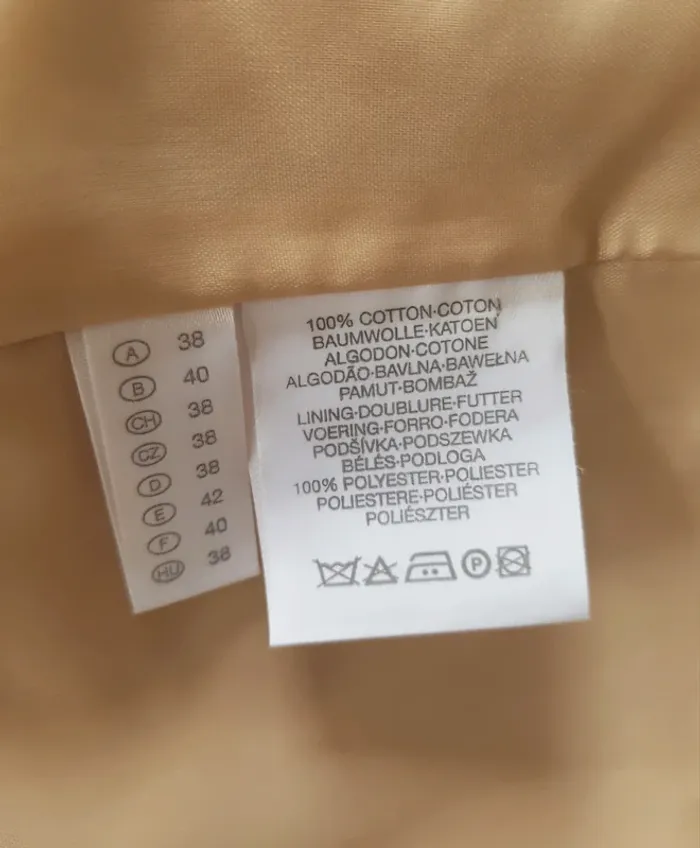 A 38
B 40
CH 38
CZ 38
D 38
E 42
F 40
HU 38
100% COTTON·COTON
BAUMWOLLE·KATOEN
ALGODON·COTONE
ALGODÃO·BAVLNA·BAWEŁNA
PAMUT·BOMBAŽ
LINING·DOUBLURE·FUTTER
VOERING·FORRO·FODERA
PODŠÍVKA·PODSZEWKA
BÉLÉS·PODLOGA
100% POLYESTER·POLIESTER
POLIESTERE·POLIÉSTER
POLIÉSZTER
P